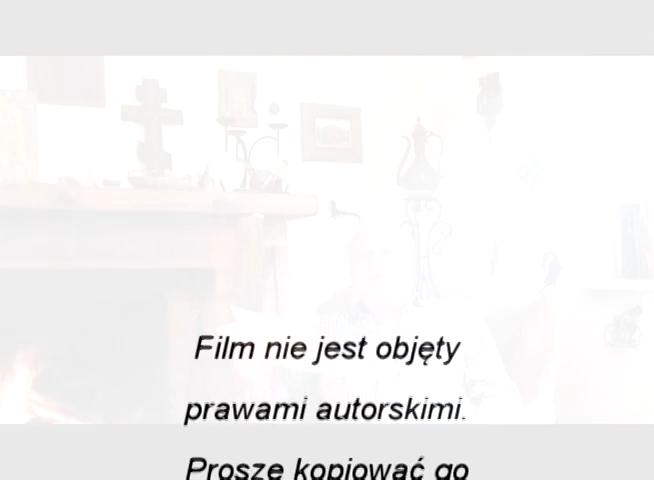 Film nie jest objęty
prawami autorskimi.
Proszę kopiować go